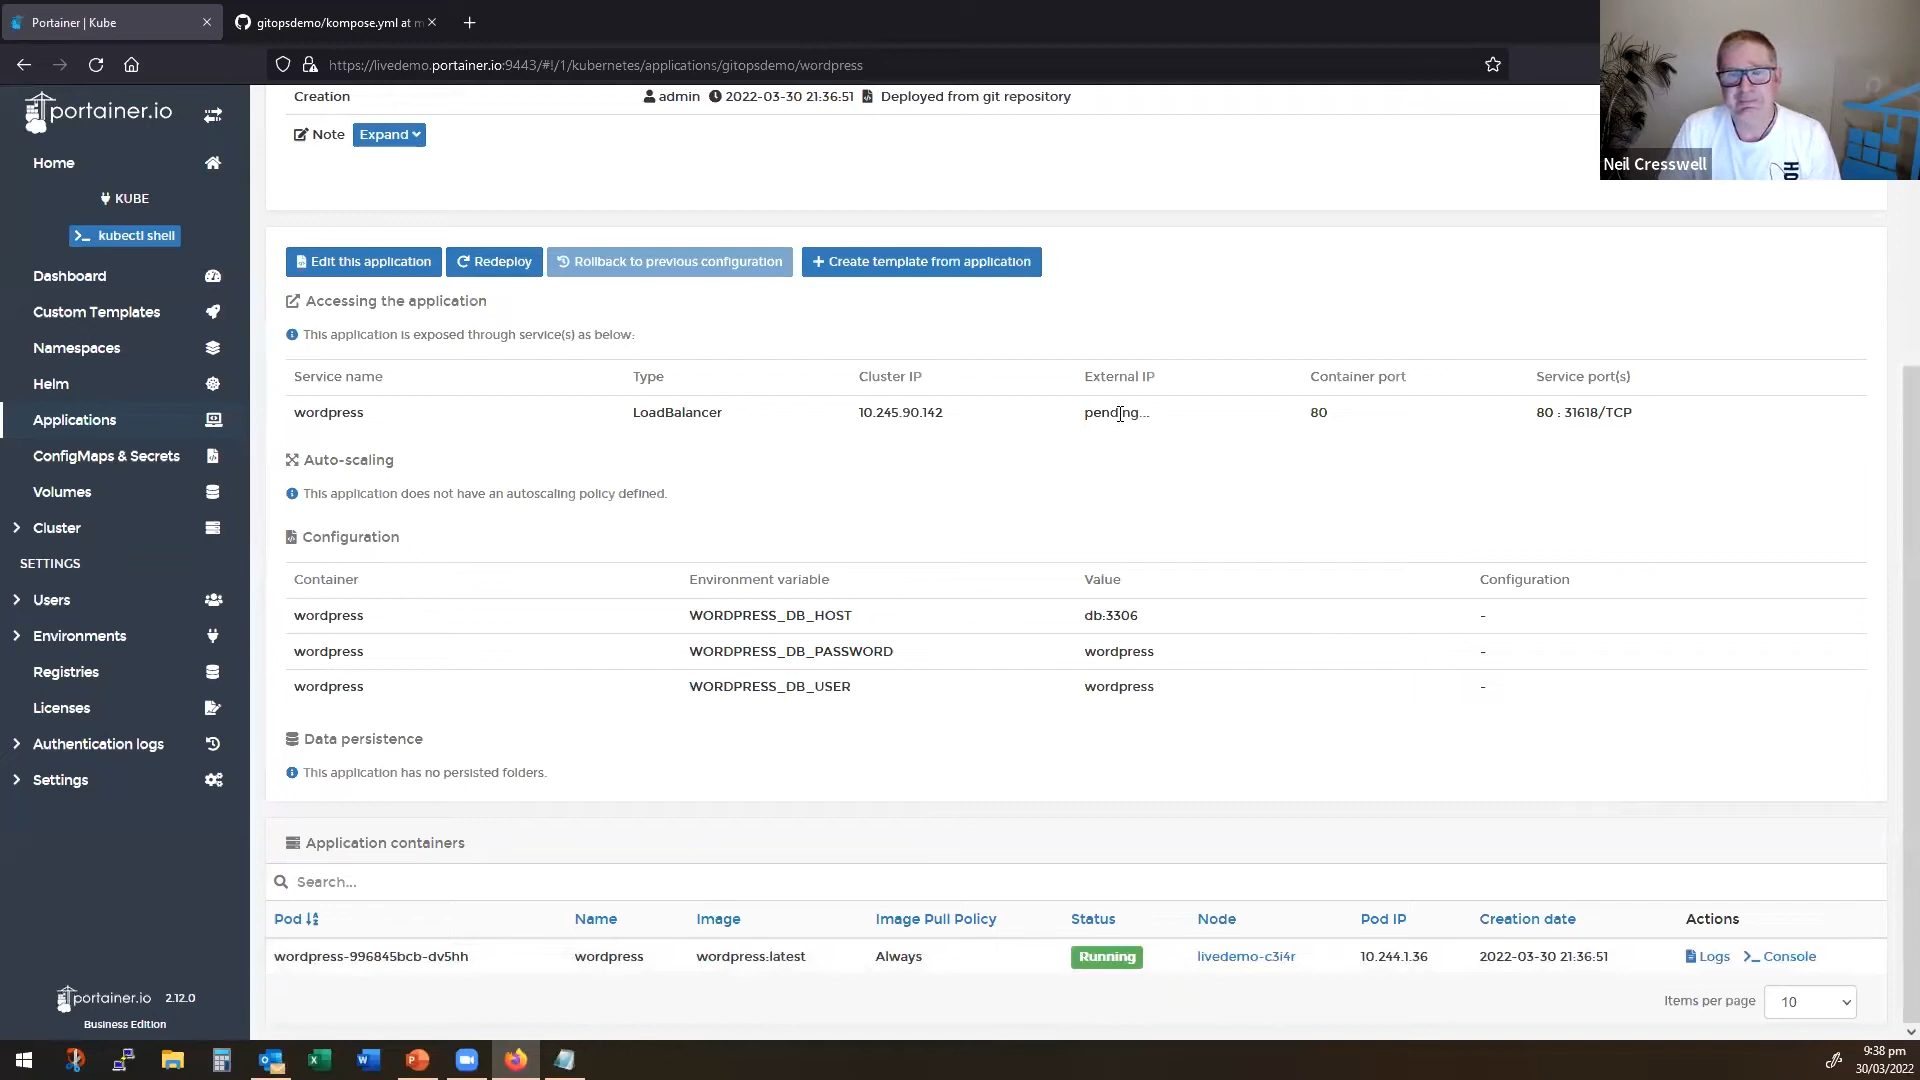 Portainer | Kube
gitopsdemo/kompose.yml at m
https://livedemo.portainer.io:9443/#!/1/kubernetes/applications/gitopsdemo/wordpress
portainer.io
Home
KUBE
kubectl shell
Dashboard
Custom Templates
Namespaces
Helm
Applications
ConfigMaps & Secrets
Volumes
Cluster
SETTINGS
Users
Environments
Registries
Licenses
Authentication logs
Settings
portainer.io 2.12.0
Business Edition
Creation admin 2022-03-30 21:36:51 Deployed from git repository
Note Expand
Neil Cresswell
Edit this application Redeploy Rollback to previous configuration Create template from application
Accessing the application
This application is exposed through service(s) as below:
Service name Type Cluster IP External IP Container port Service port(s)
wordpress LoadBalancer 10.245.90.142 pending... 80 80 : 31618/TCP
Auto-scaling
This application does not have an autoscaling policy defined.
Configuration
Container Environment variable Value Configuration
wordpress WORDPRESS_DB_HOST db:3306 -
wordpress WORDPRESS_DB_PASSWORD wordpress -
wordpress WORDPRESS_DB_USER wordpress -
Data persistence
This application has no persisted folders.
Application containers
Search...
Pod Name Image Image Pull Policy Status Node Pod IP Creation date Actions
wordpress-996845bcb-dv5hh wordpress wordpress:latest Always Running livedemo-c3i4r 10.244.1.36 2022-03-30 21:36:51 Logs Console
Items per page 10
9:38 pm
30/03/2022